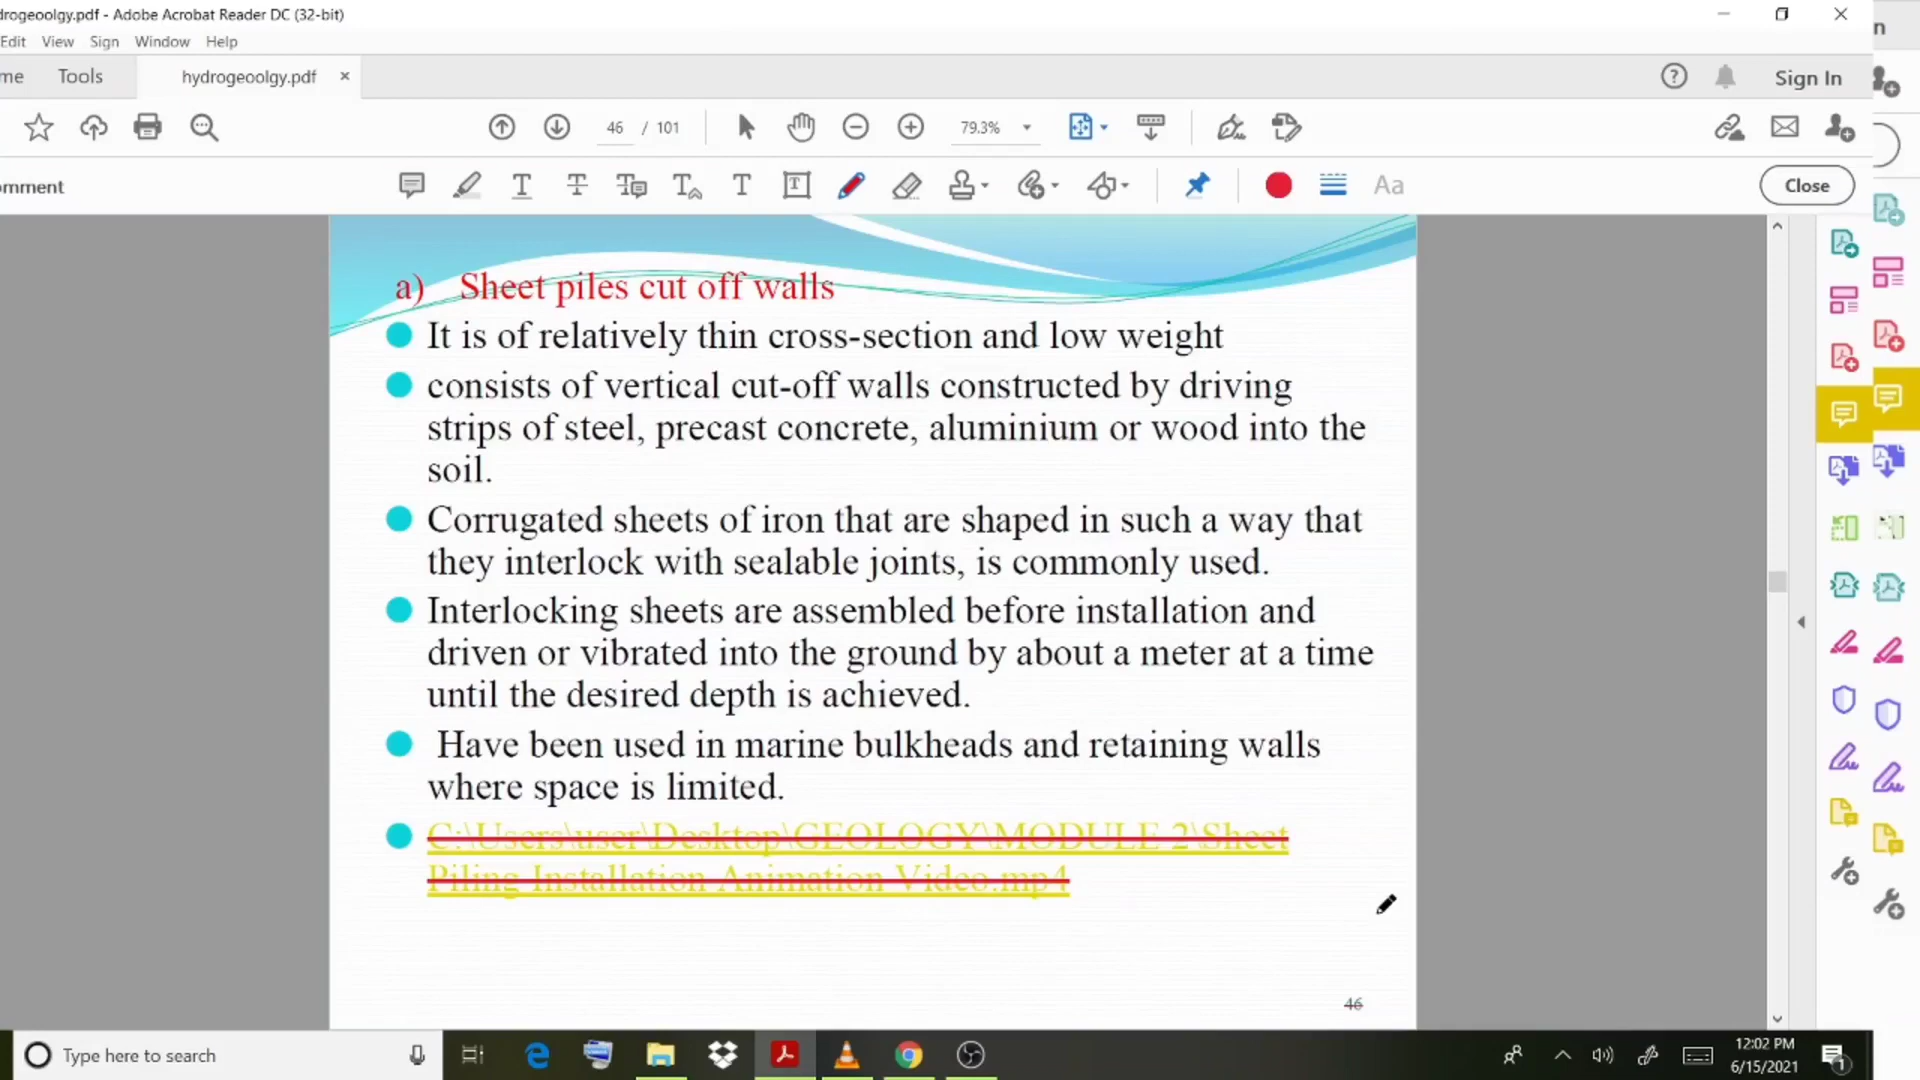 drogeoolgy.pdf - Adobe Acrobat Reader DC (32-bit)
Edit View Sign Window Help
me Tools hydrogeoolgy.pdf × Sign In n
46 / 101 79.3%
omment Aa Close
a) Sheet piles cut off walls
It is of relatively thin cross-section and low weight
consists of vertical cut-off walls constructed by driving
strips of steel, precast concrete, aluminium or wood into the
soil.
Corrugated sheets of iron that are shaped in such a way that
they interlock with sealable joints, is commonly used.
Interlocking sheets are assembled before installation and
driven or vibrated into the ground by about a meter at a time
until the desired depth is achieved.
Have been used in marine bulkheads and retaining walls
where space is limited.
C:\Users\user\Desktop\GEOLOGY\MODULE 2\Sheet
Piling Installation Animation Video.mp4
46
Type here to search
12:02 PM
6/15/2021
1